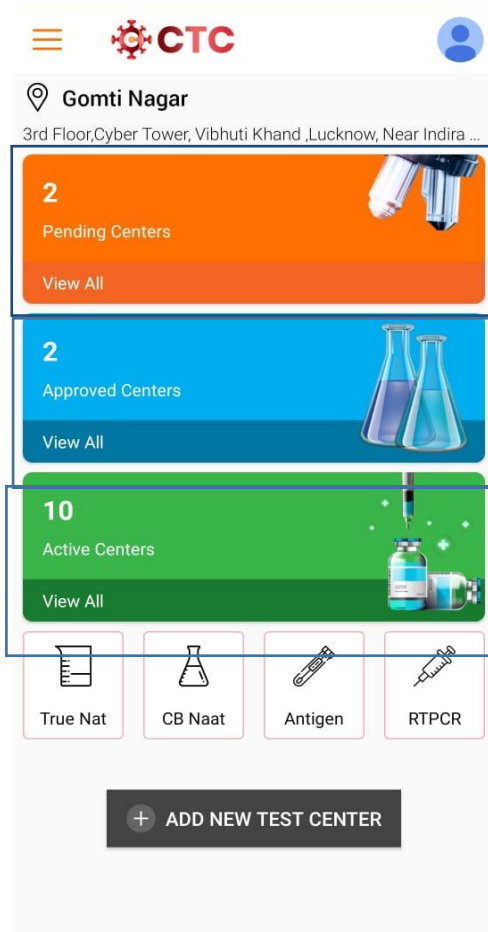 CTC
Gomti Nagar
3rd Floor,Cyber Tower, Vibhuti Khand ,Lucknow, Near Indira ...
2
Pending Centers
View All
2
Approved Centers
View All
10
Active Centers
View All
True Nat
CB Naat
Antigen
RTPCR
+ ADD NEW TEST CENTER